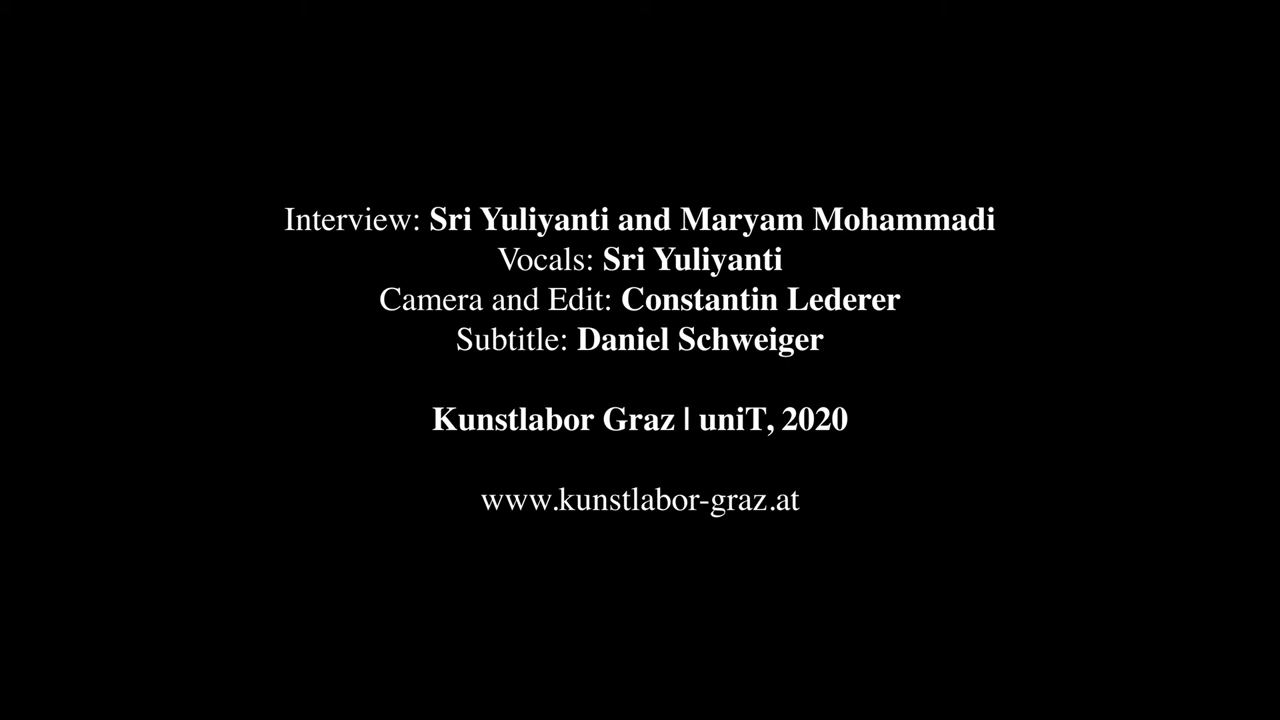 Interview: Sri Yuliyanti and Maryam Mohammadi
Vocals: Sri Yuliyanti
Camera and Edit: Constantin Lederer
Subtitle: Daniel Schweiger
Kunstlabor Graz | uniT, 2020
www.kunstlabor-graz.at